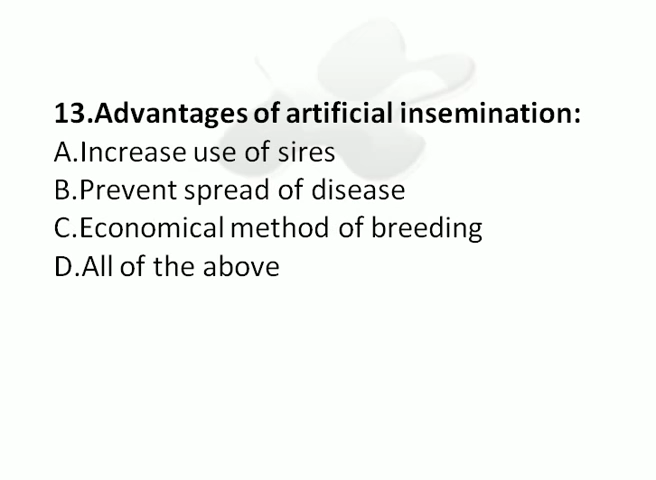 13.Advantages of artificial insemination:
A.Increase use of sires
B.Prevent spread of disease
C.Economical method of breeding
D.All of the above